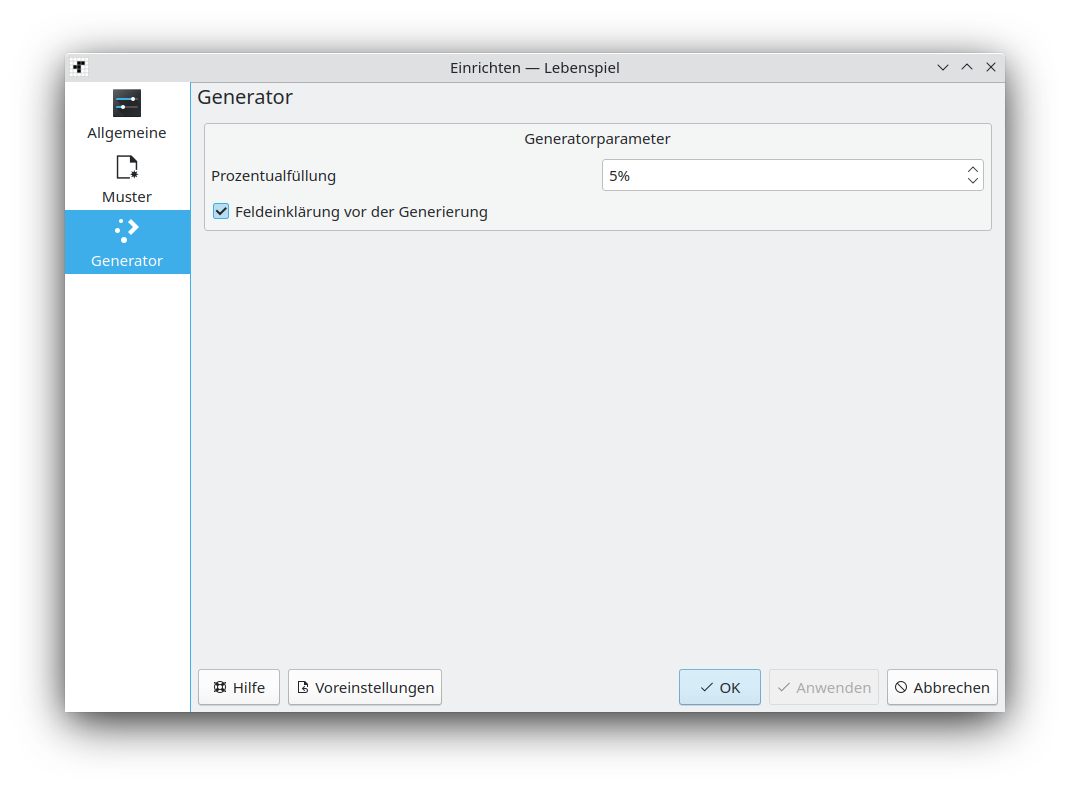 Einrichten — Lebenspiel
Allgemeine
Muster
Generator
Generator
Generatorparameter
Prozentualfüllung
5%
Feldeinklärung vor der Generierung
Hilfe
Voreinstellungen
OK
Anwenden
Abbrechen